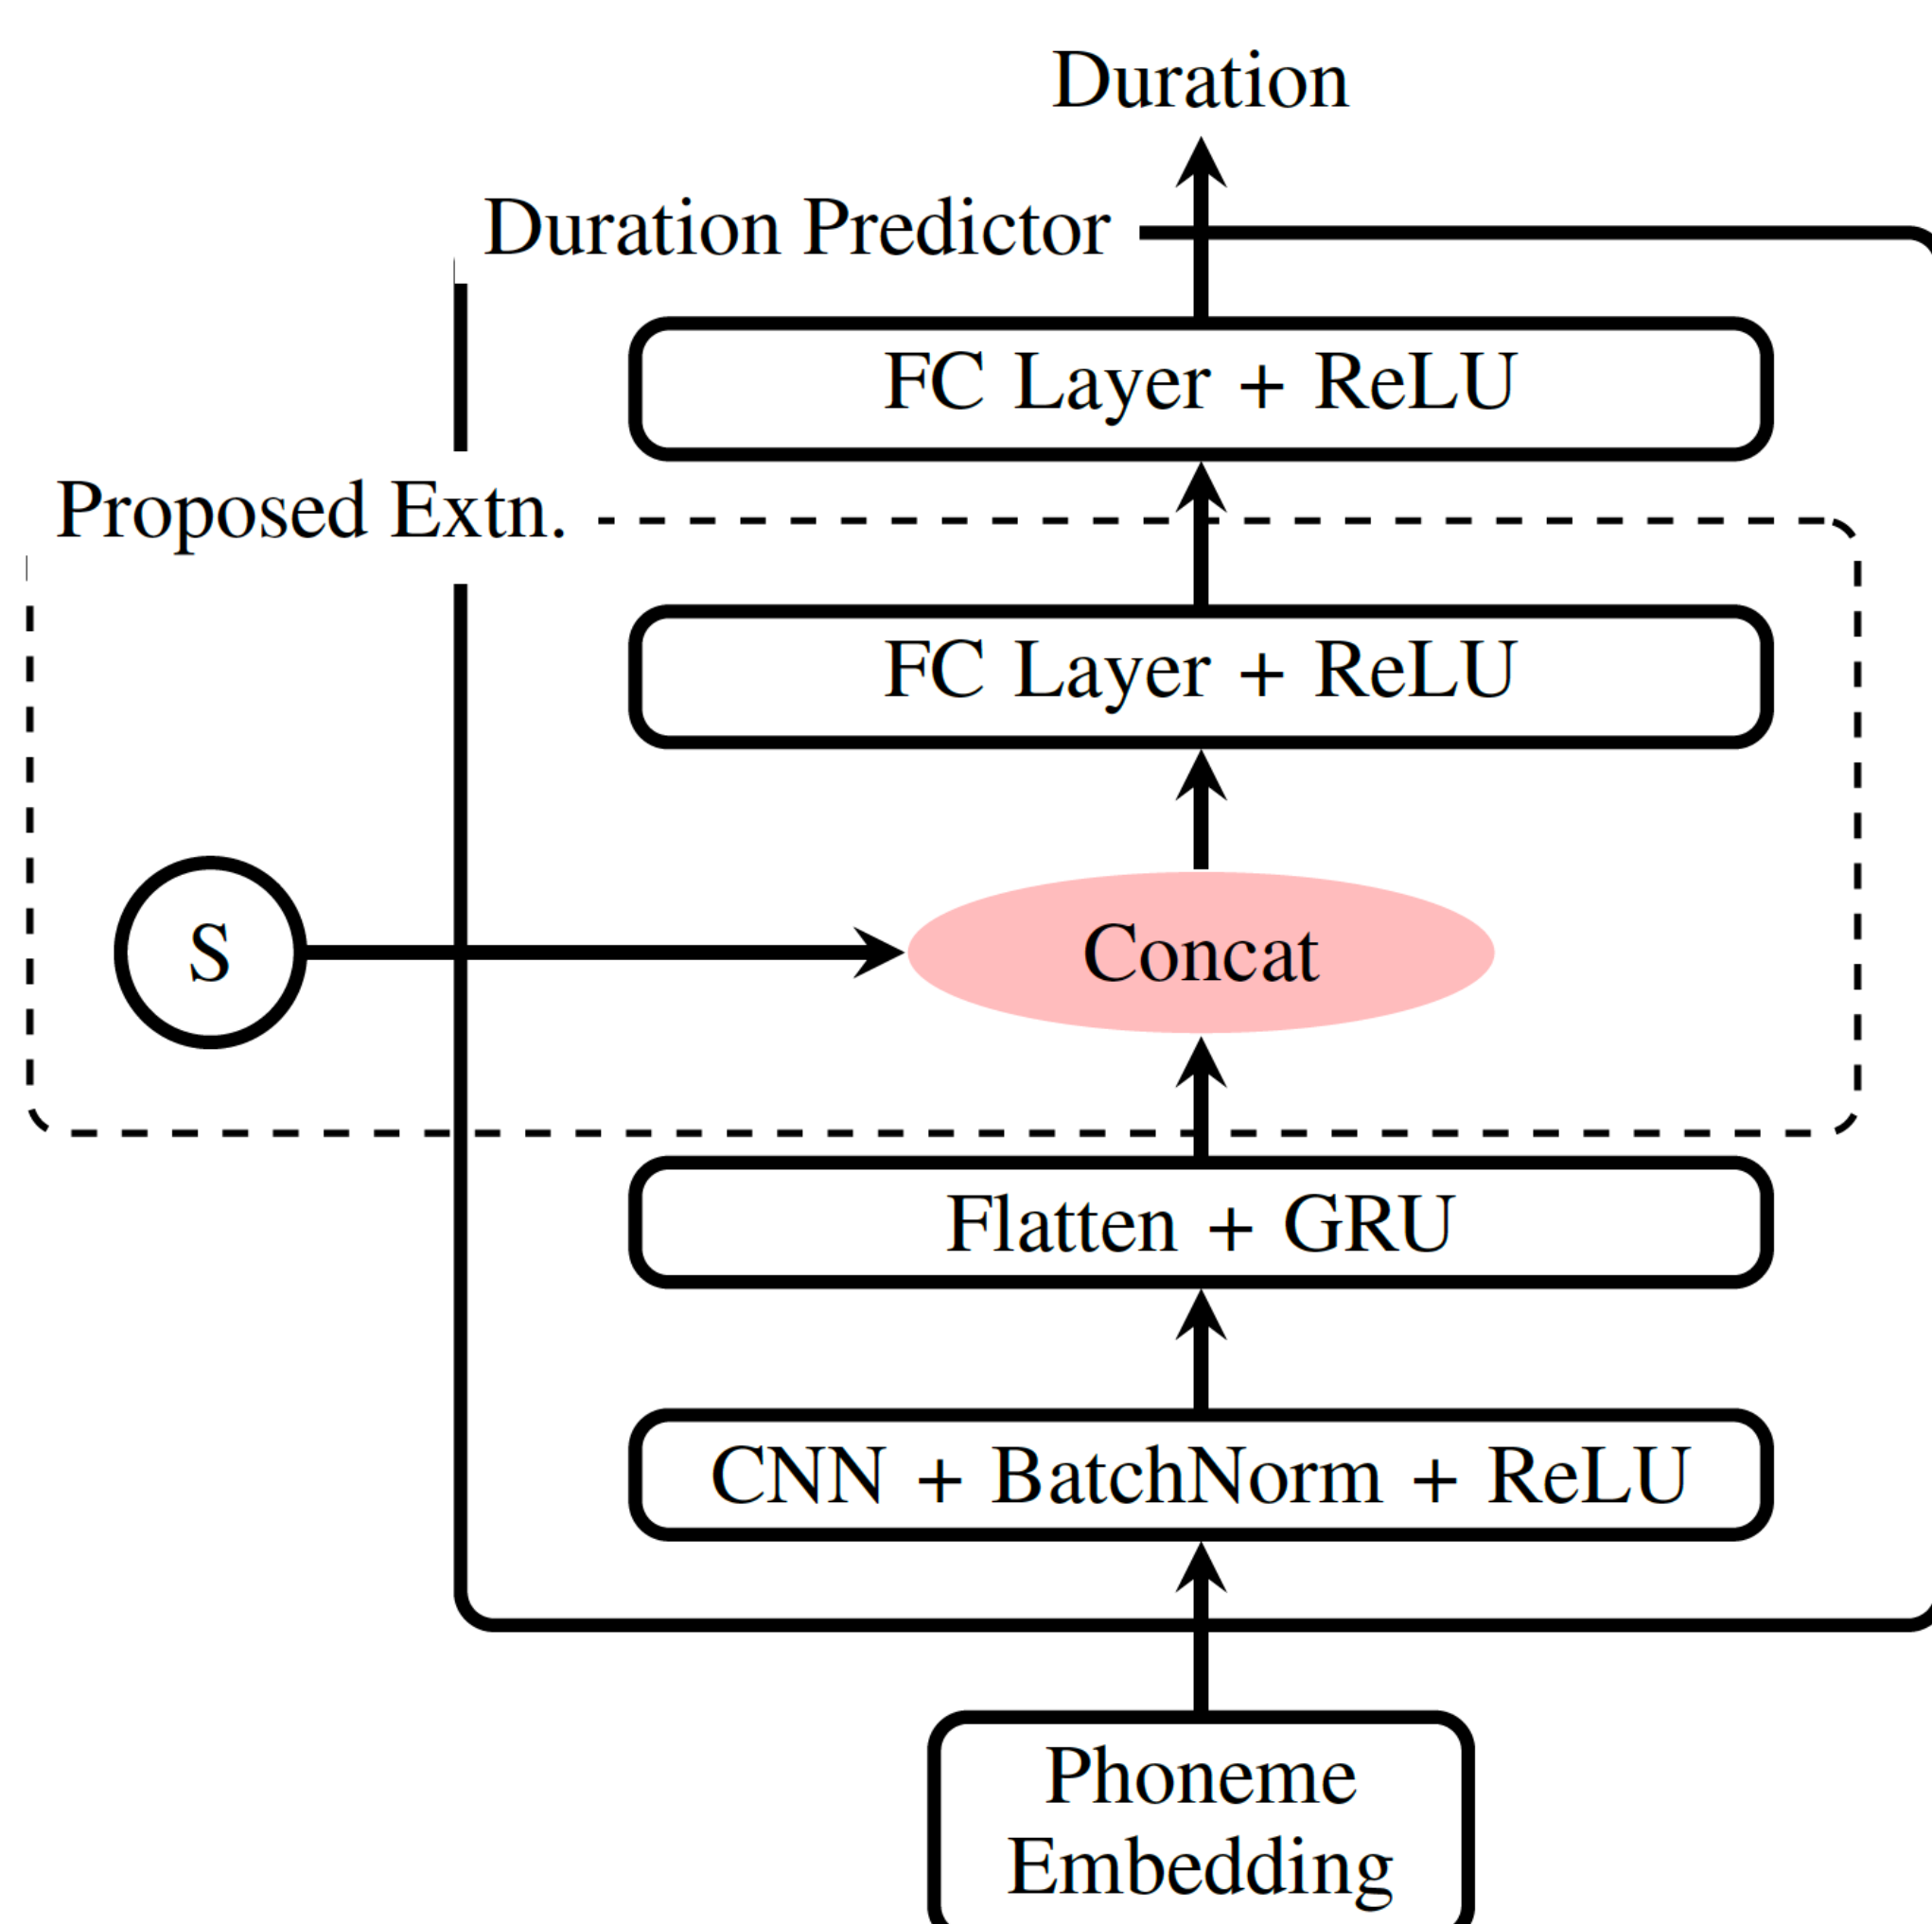 Duration
Duration Predictor
FC Layer + ReLU
Proposed Extn.
FC Layer + ReLU
S
Concat
Flatten + GRU
CNN + BatchNorm + ReLU
Phoneme
Embedding